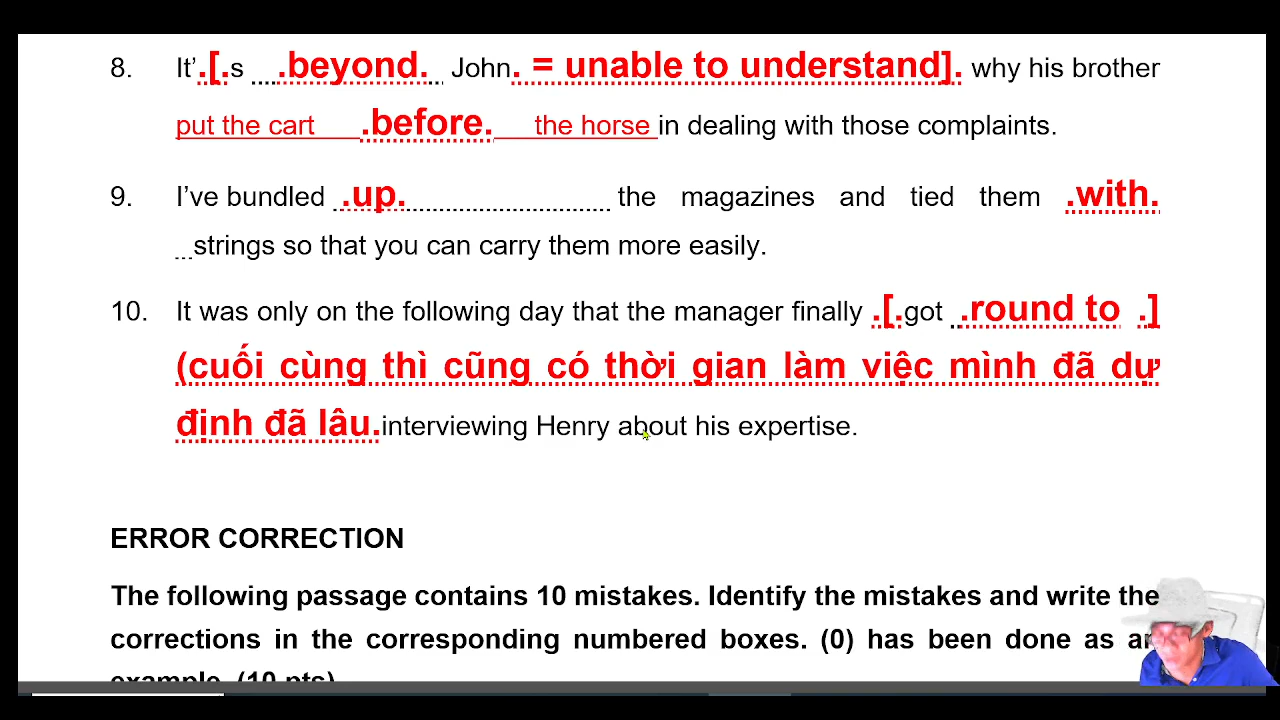 8. It'.[.s .beyond. John. = unable to understand]. why his brother
put the cart .before. the horse in dealing with those complaints.
9. I've bundled .up. the magazines and tied them .with.
strings so that you can carry them more easily.
10. It was only on the following day that the manager finally .[.got .round to .]
(cuối cùng thì cũng có thời gian làm việc mình đã dự
định đã lâu.interviewing Henry about his expertise.
ERROR CORRECTION
The following passage contains 10 mistakes. Identify the mistakes and write the
corrections in the corresponding numbered boxes. (0) has been done as an
example. (10 pts)